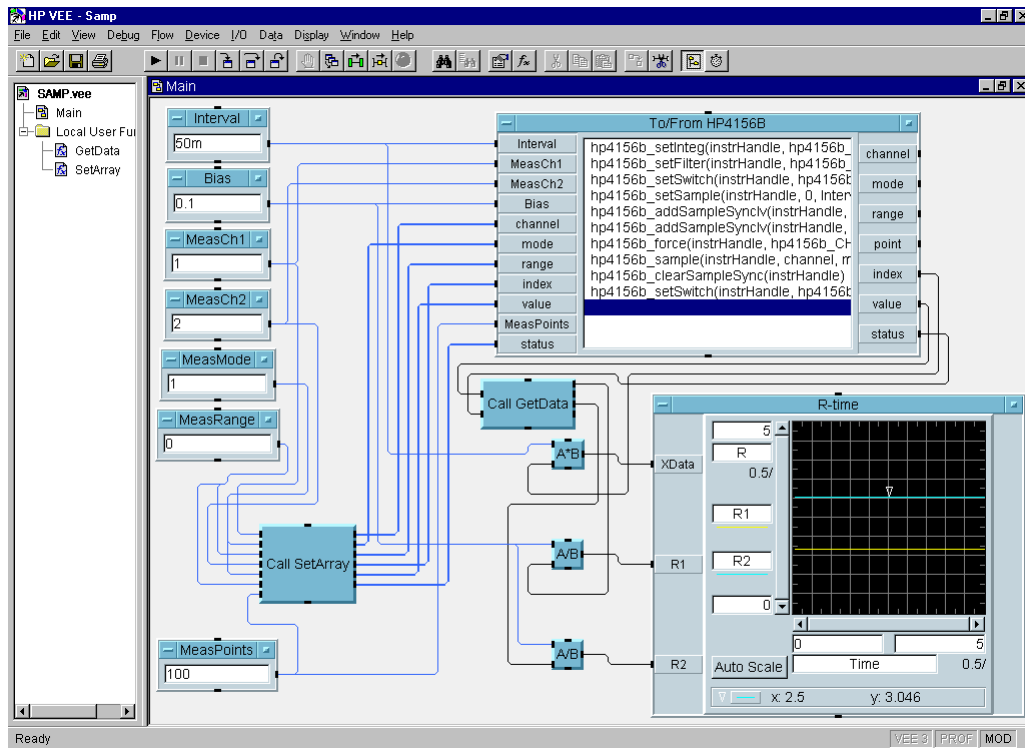 HP VEE - Samp
File Edit View Debug Flow Device I/O Data Display Window Help
SAMP.vee
Main
Local User Fu
GetData
SetArray
Main
Interval
50m
Bias
0.1
MeasCh1
1
MeasCh2
2
MeasMode
1
MeasRange
0
Call SetArray
MeasPoints
100
To/From HP4156B
Interval
MeasCh1
MeasCh2
Bias
channel
mode
range
index
value
MeasPoints
status
hp4156b_setInteg(instrHandle, hp4156b_
hp4156b_setFilter(instrHandle, hp4156b_
hp4156b_setSwitch(instrHandle, hp4156b
hp4156b_setSample(instrHandle, 0, Inter
hp4156b_addSampleSyncIv(instrHandle,
hp4156b_addSampleSyncIv(instrHandle,
hp4156b_force(instrHandle, hp4156b_CH
hp4156b_sample(instrHandle, channel, m
hp4156b_clearSampleSync(instrHandle)
hp4156b_setSwitch(instrHandle, hp4156b
channel
mode
range
point
index
value
status
Call GetData
A*B
A/B
A/B
R-time
XData
R1
R2
5
R
0.5/
R1
R2
0
0 5
Auto Scale Time 0.5/
x: 2.5 y: 3.046
Ready
VEE 3 PROF MOD